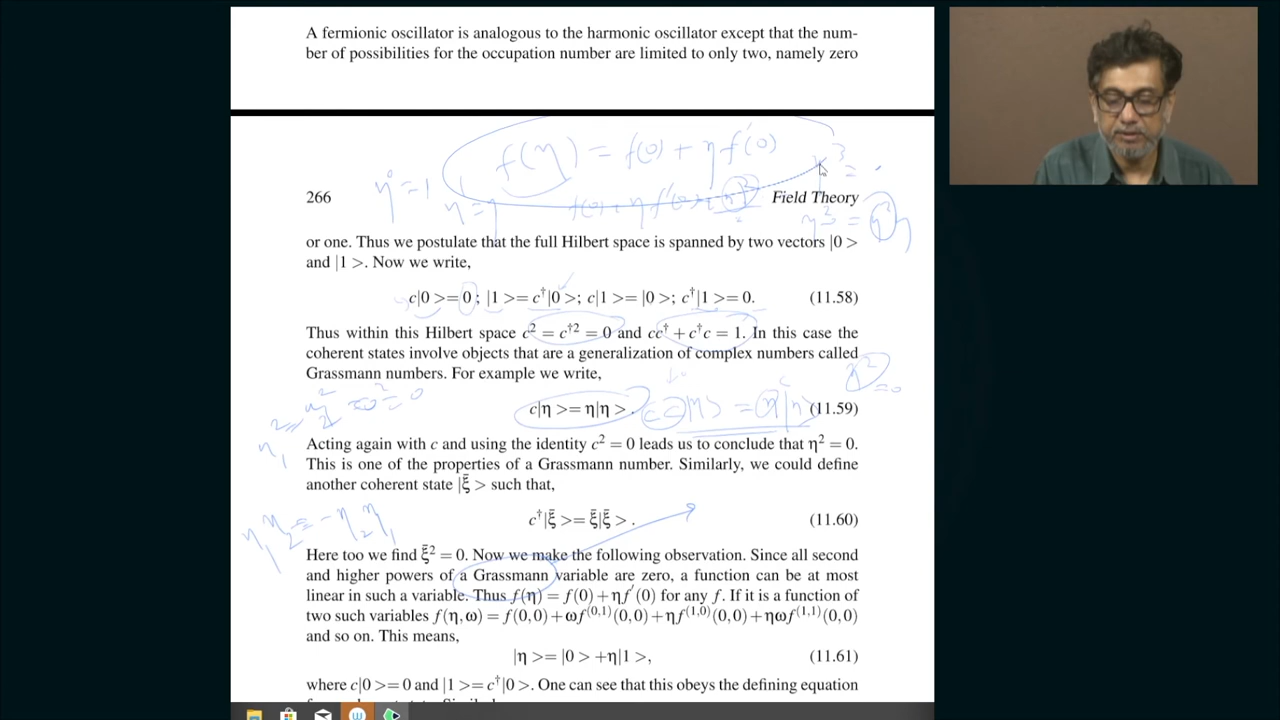 A fermionic oscillator is analogous to the harmonic oscillator except that the num-
ber of possibilities for the occupation number are limited to only two, namely zero
f(η) = f(0) + η f′(0)
η⁰ = 1
η¹ = η
f(0) + η f′(0) +
266 Field Theory
η³ = η² η
or one. Thus we postulate that the full Hilbert space is spanned by two vectors |0 >
and |1 >. Now we write,
c|0 >= 0 ; |1 >= c†|0 >; c|1 >= |0 >; c†|1 >= 0. (11.58)
Thus within this Hilbert space c² = c†² = 0 and cc† + c†c = 1. In this case the
coherent states involve objects that are a generalization of complex numbers called
Grassmann numbers. For example we write,
c|η >= η|η > . (11.59)
Acting again with c and using the identity c² = 0 leads us to conclude that η² = 0.
This is one of the properties of a Grassmann number. Similarly, we could define
another coherent state |ξ̄ > such that,
c†|ξ̄ >= ξ̄|ξ̄ > . (11.60)
η₁η₂ = −η₂η₁
Here too we find ξ̄² = 0. Now we make the following observation. Since all second
and higher powers of a Grassmann variable are zero, a function can be at most
linear in such a variable. Thus f(η) = f(0) + ηf′(0) for any f. If it is a function of
two such variables f(η, ω) = f(0,0) + ωf⁽⁰,¹⁾(0,0) + ηf⁽¹,⁰⁾(0,0) + ηωf⁽¹,¹⁾(0,0)
and so on. This means,
|η >= |0 > +η|1 >, (11.61)
where c|0 >= 0 and |1 >= c†|0 >. One can see that this obeys the defining equation